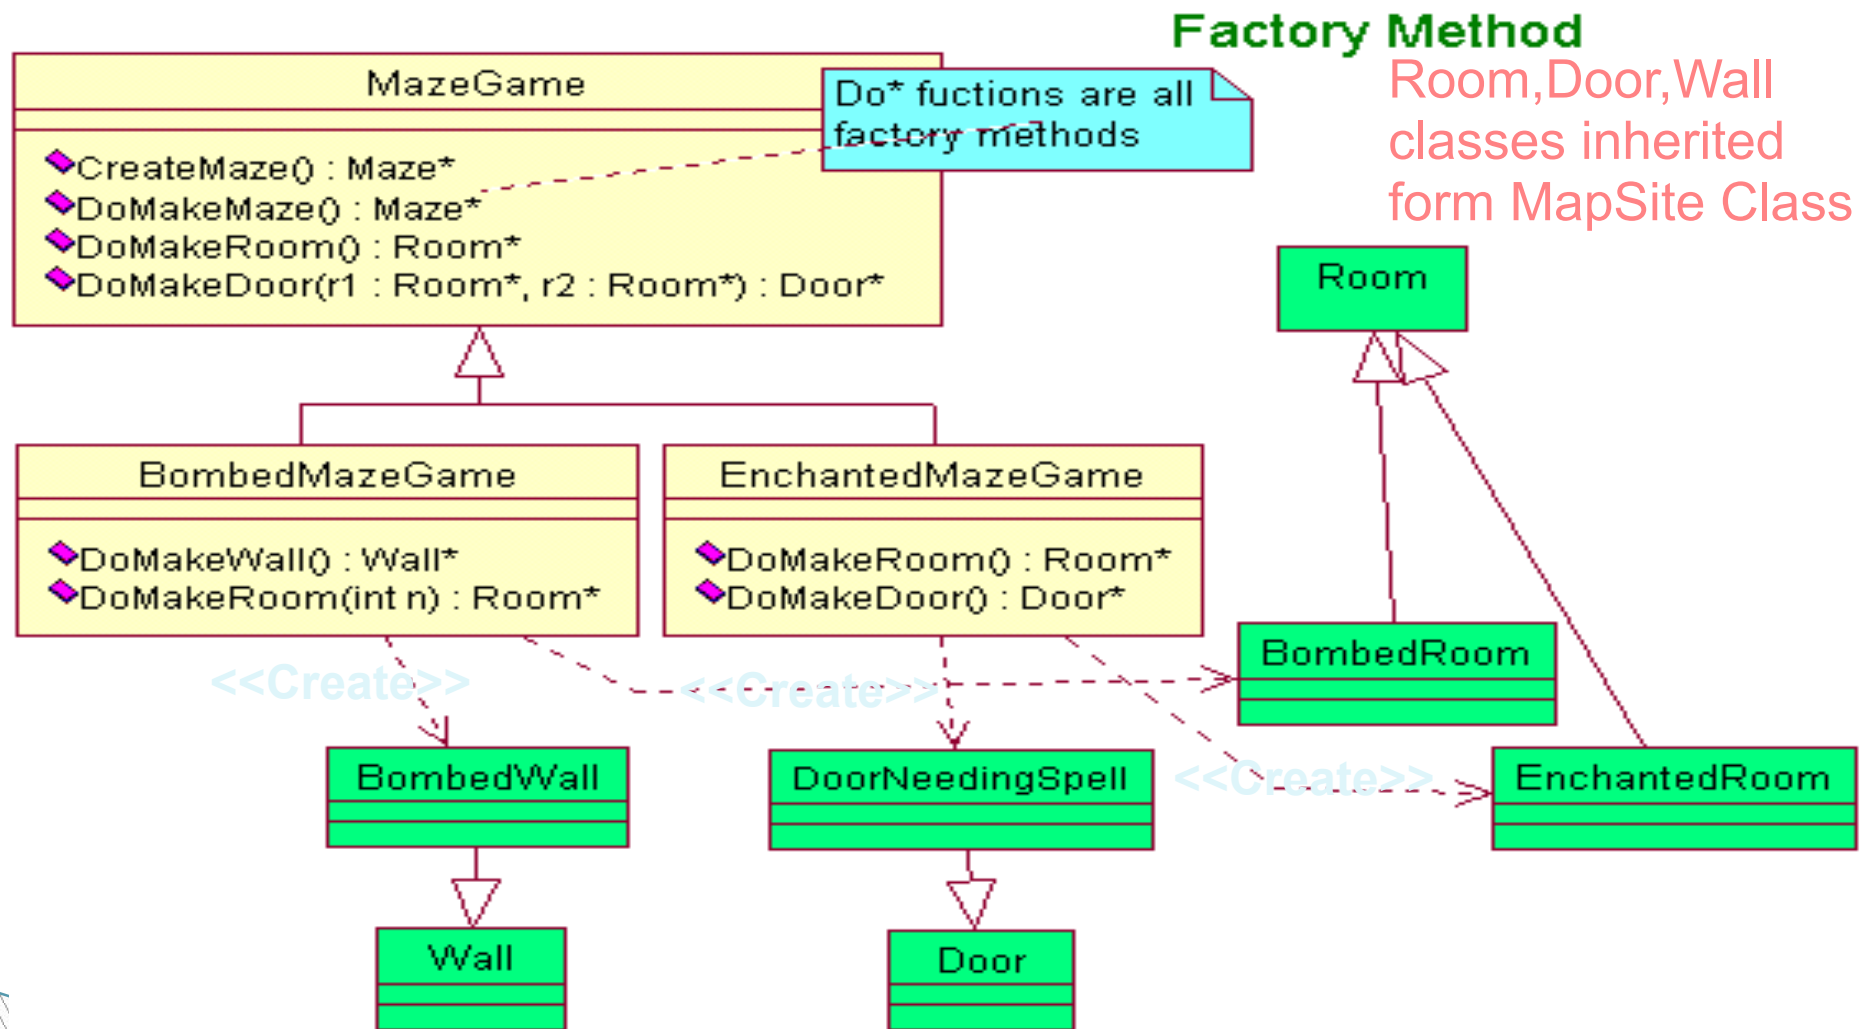 Factory Method
Room,Door,Wall
classes inherited
form MapSite Class
MazeGame
Do* fuctions are all
factory methods
CreateMaze() : Maze*
DoMakeMaze() : Maze*
DoMakeRoom() : Room*
DoMakeDoor(r1 : Room*, r2 : Room*) : Door*
Room
BombedMazeGame
DoMakeWall() : Wall*
DoMakeRoom(int n) : Room*
EnchantedMazeGame
DoMakeRoom() : Room*
DoMakeDoor() : Door*
BombedRoom
<<Create>>
<<Create>>
BombedWall
DoorNeedingSpell
<<Create>>
EnchantedRoom
Wall
Door